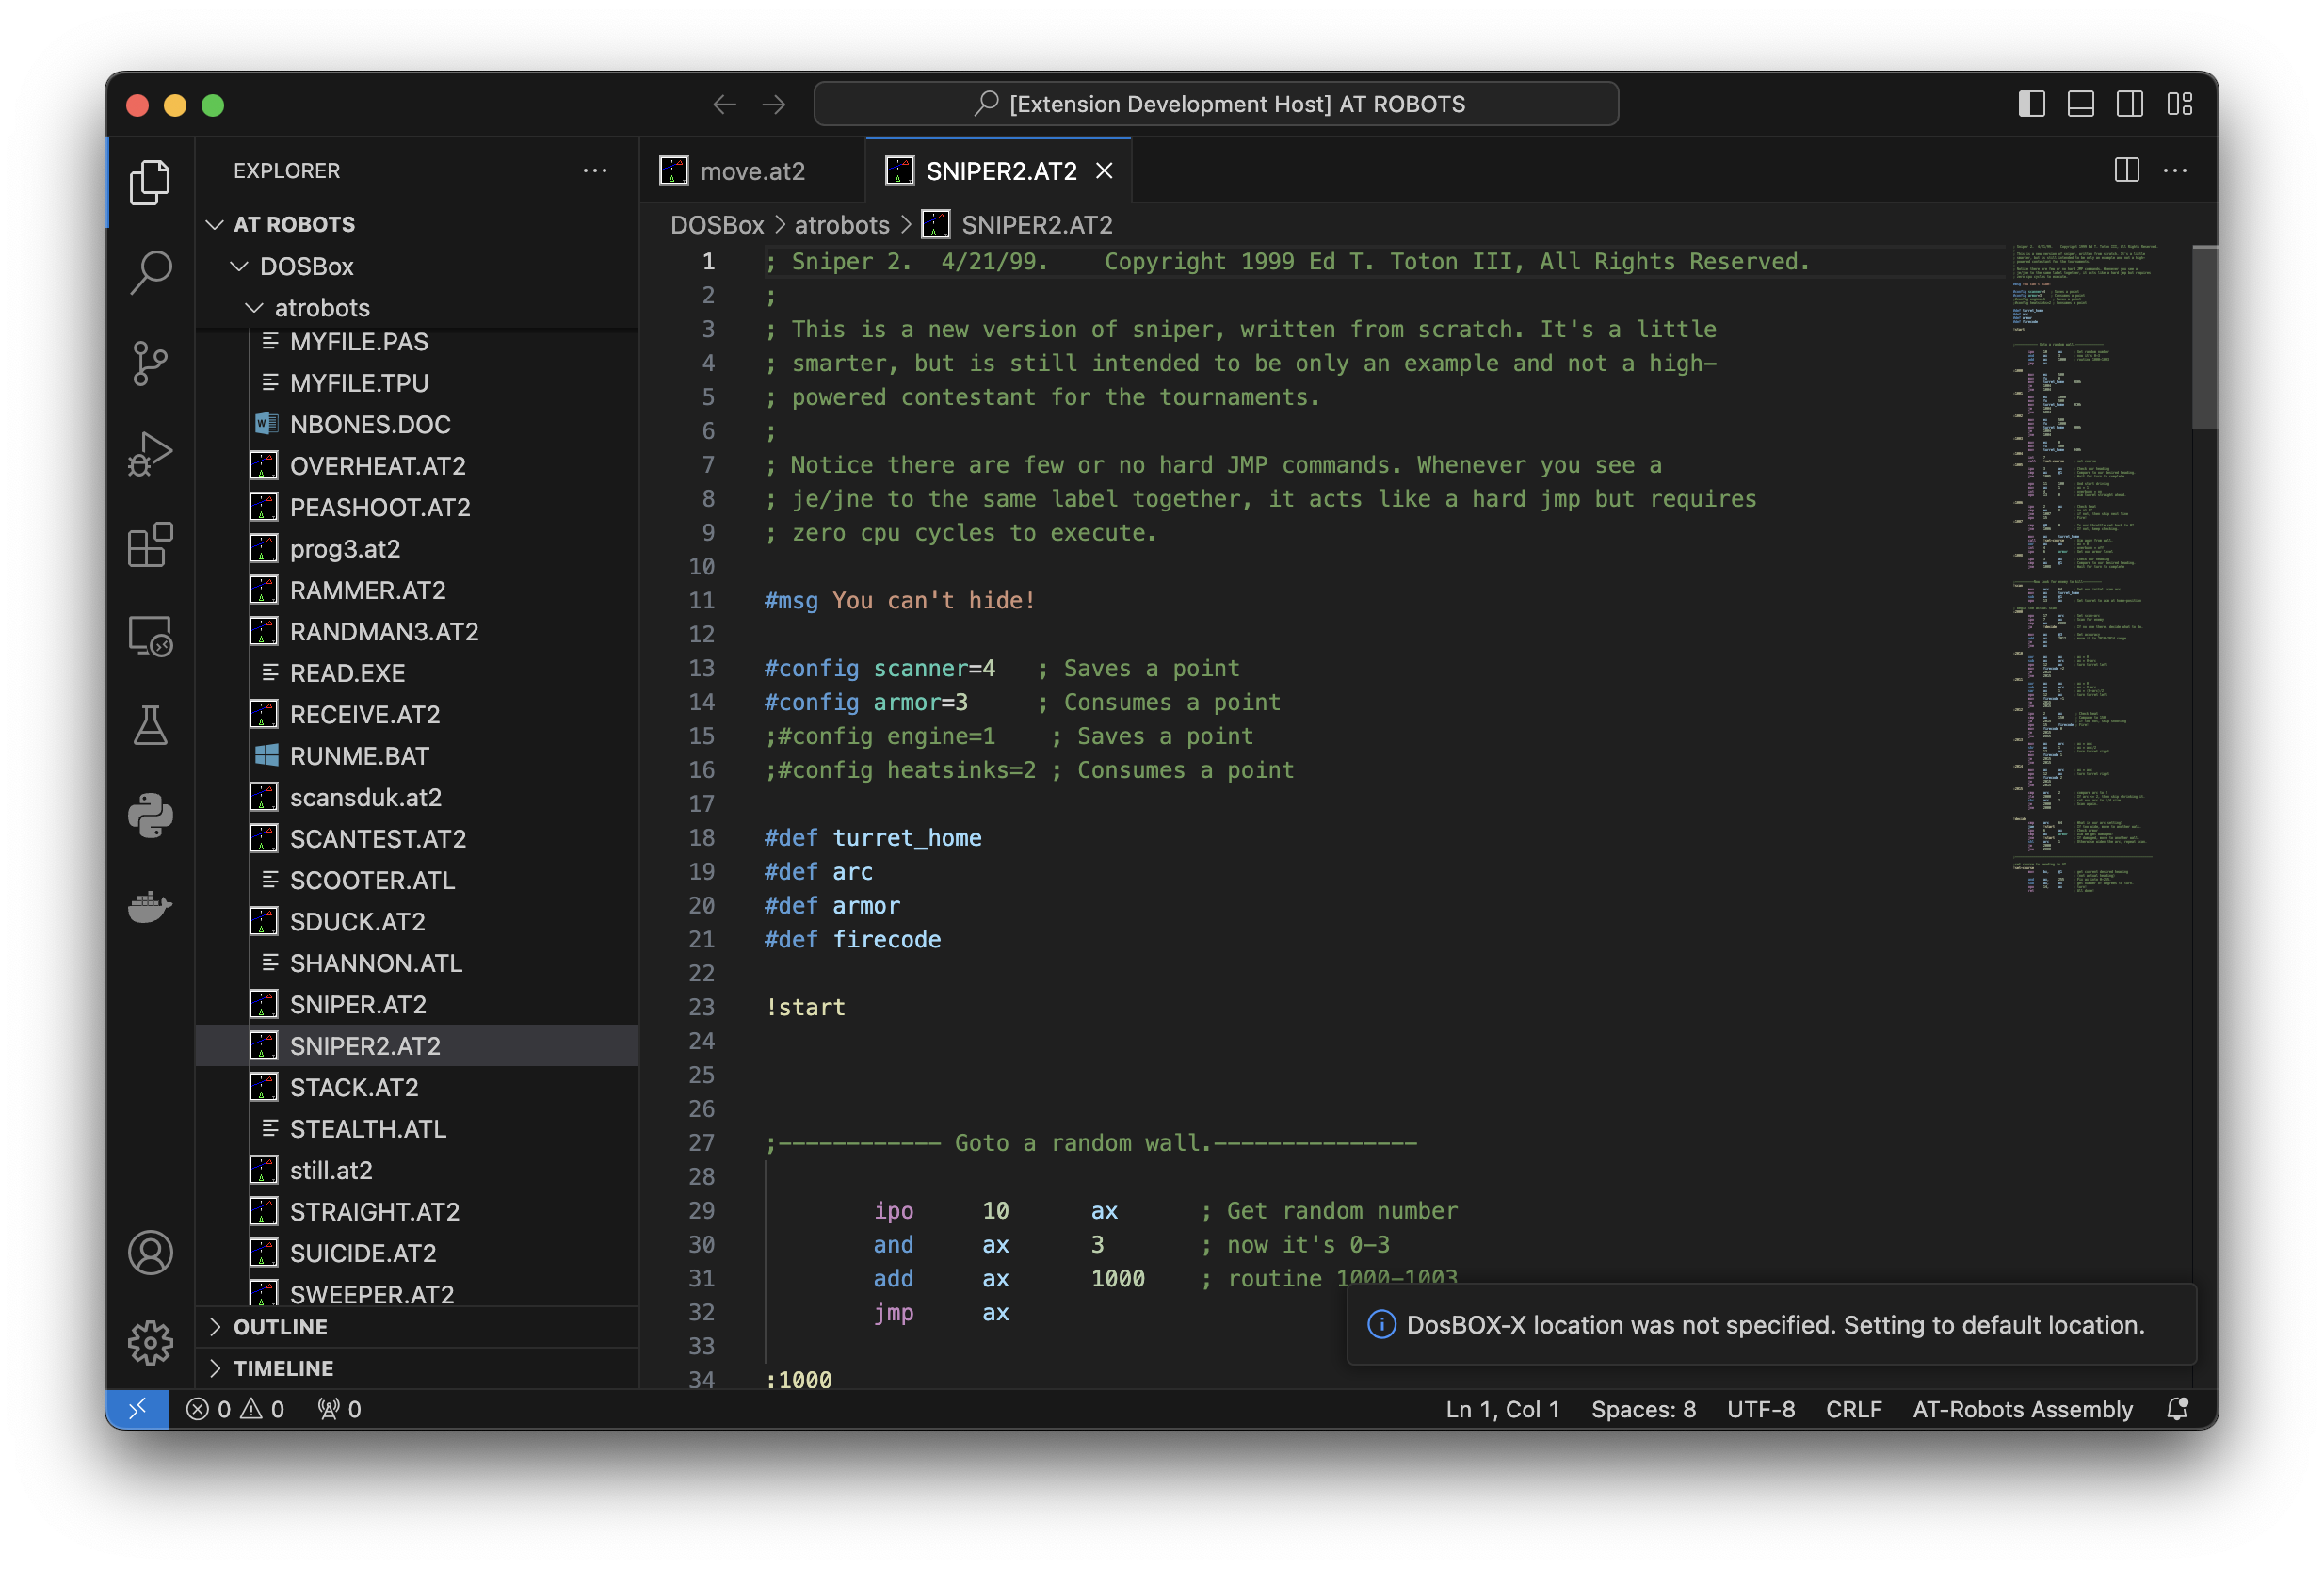 [Extension Development Host] AT ROBOTS
EXPLORER
AT ROBOTS
DOSBox
atrobots
MYFILE.PAS
MYFILE.TPU
NBONES.DOC
OVERHEAT.AT2
PEASHOOT.AT2
prog3.at2
RAMMER.AT2
RANDMAN3.AT2
READ.EXE
RECEIVE.AT2
RUNME.BAT
scansduk.at2
SCANTEST.AT2
SCOOTER.ATL
SDUCK.AT2
SHANNON.ATL
SNIPER.AT2
SNIPER2.AT2
STACK.AT2
STEALTH.ATL
still.at2
STRAIGHT.AT2
SUICIDE.AT2
SWEEPER.AT2
OUTLINE
TIMELINE
move.at2 SNIPER2.AT2
DOSBox > atrobots > SNIPER2.AT2
1 ; Sniper 2.  4/21/99.    Copyright 1999 Ed T. Toton III, All Rights Reserved.
2 ;
3 ; This is a new version of sniper, written from scratch. It's a little
4 ; smarter, but is still intended to be only an example and not a high-
5 ; powered contestant for the tournaments.
6 ;
7 ; Notice there are few or no hard JMP commands. Whenever you see a
8 ; je/jne to the same label together, it acts like a hard jmp but requires
9 ; zero cpu cycles to execute.
10
11 #msg You can't hide!
12
13 #config scanner=4   ; Saves a point
14 #config armor=3     ; Consumes a point
15 ;#config engine=1    ; Saves a point
16 ;#config heatsinks=2 ; Consumes a point
17
18 #def turret_home
19 #def arc
20 #def armor
21 #def firecode
22
23 !start
24
25
26
27 ;------------ Goto a random wall.---------------
28
29         ipo     10      ax      ; Get random number
30         and     ax      3       ; now it's 0-3
31         add     ax      1000    ; routine 1000-1003
32         jmp     ax
33
34 :1000
DosBOX-X location was not specified. Setting to default location.
0 0 0 Ln 1, Col 1 Spaces: 8 UTF-8 CRLF AT-Robots Assembly